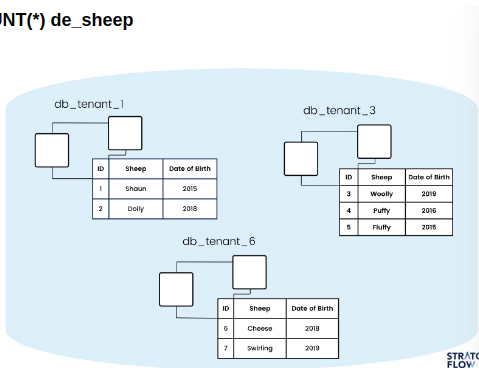 UNT(*) de_sheep
db_tenant_1
ID Sheep Date of Birth
1 Shaun 2015
2 Dolly 2018
db_tenant_3
ID Sheep Date of Birth
3 Woolly 2019
4 Puffy 2016
5 Fluffy 2015
db_tenant_6
ID Sheep Date of Birth
6 Cheese 2018
7 Swirling 2019
STRATO
FLOW